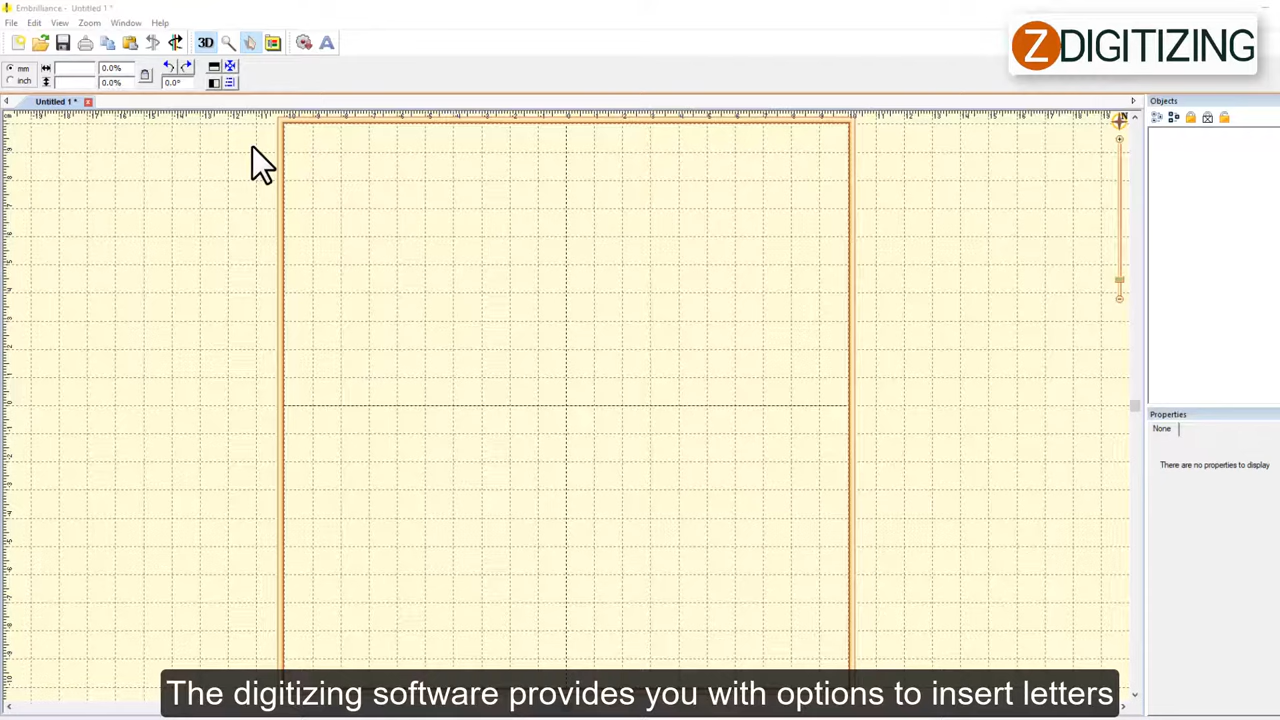 Embrilliance - Untitled 1 *
File Edit View Zoom Window Help
ZDIGITIZING
3D A
mm 0.0%
inch 0.0% 0.0°
Untitled 1 *
Objects
cm
N
Properties
None
There are no properties to display
The digitizing software provides you with options to insert letters